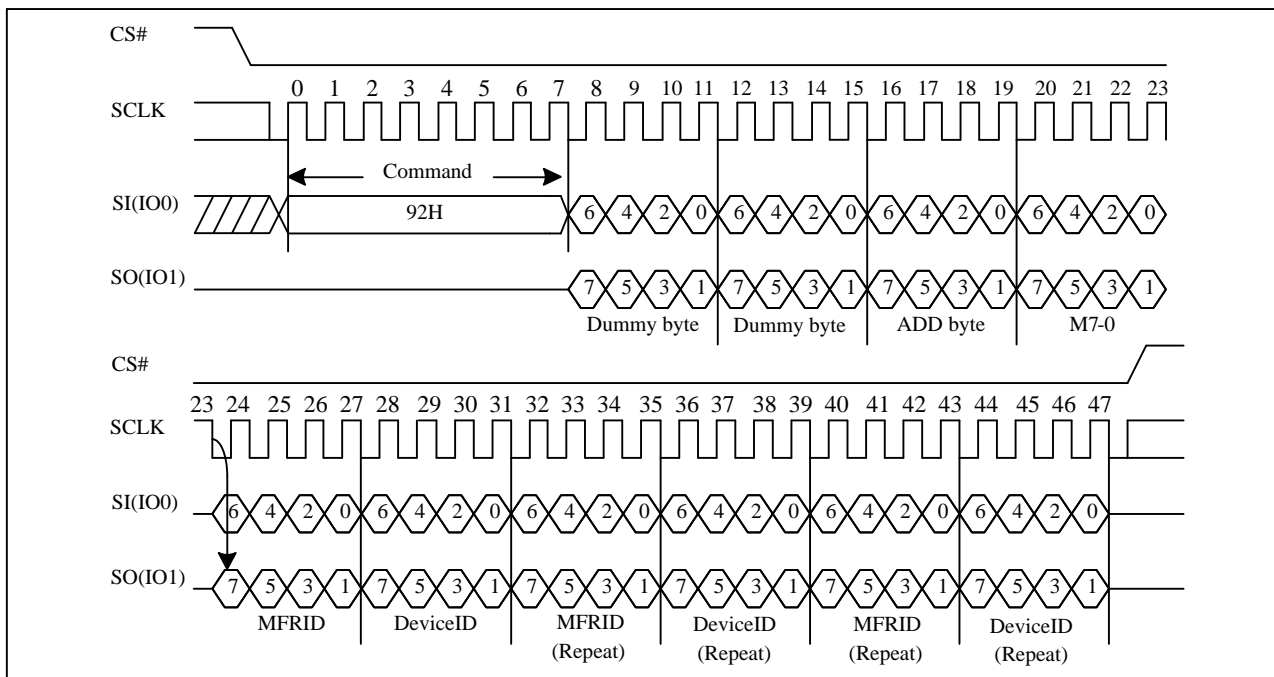 CS#
0 1 2 3 4 5 6 7 8 9 10 11 12 13 14 15 16 17 18 19 20 21 22 23
SCLK
Command
SI(IO0)
92H 6 4 2 0 6 4 2 0 6 4 2 0 6 4 2 0
SO(IO1)
7 5 3 1 7 5 3 1 7 5 3 1 7 5 3 1
Dummy byte Dummy byte ADD byte M7-0
CS#
23 24 25 26 27 28 29 30 31 32 33 34 35 36 37 38 39 40 41 42 43 44 45 46 47
SCLK
SI(IO0) 6 4 2 0 6 4 2 0 6 4 2 0 6 4 2 0 6 4 2 0 6 4 2 0
SO(IO1) 7 5 3 1 7 5 3 1 7 5 3 1 7 5 3 1 7 5 3 1 7 5 3 1
MFRID DeviceID MFRID DeviceID MFRID DeviceID
(Repeat) (Repeat) (Repeat) (Repeat)